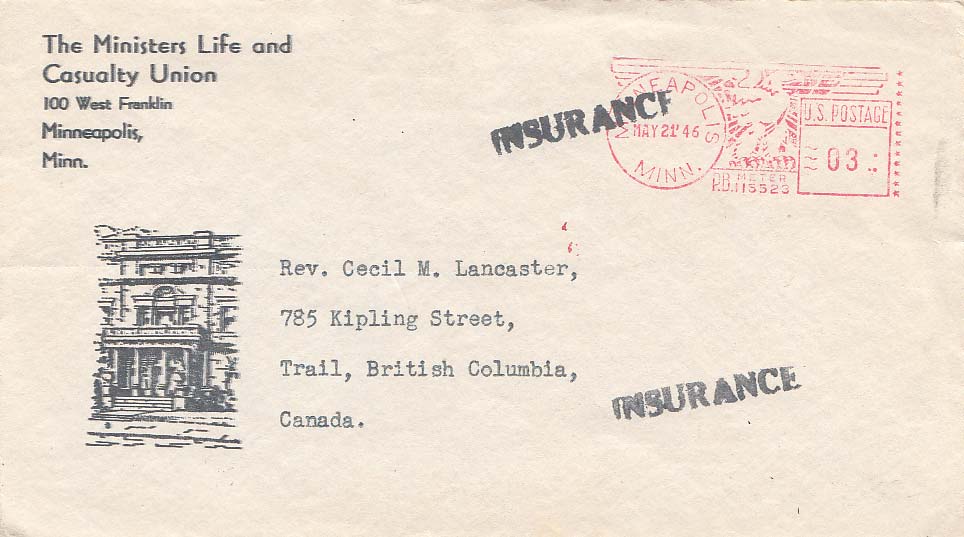 The Ministers Life and
Casualty Union
100 West Franklin
Minneapolis,
Minn.
INSURANCE
MINNEAPOLIS
MAY 21 '46
MINN.
U.S. POSTAGE
03
P.B. METER
115523
Rev. Cecil M. Lancaster,
785 Kipling Street,
Trail, British Columbia,
Canada.
INSURANCE